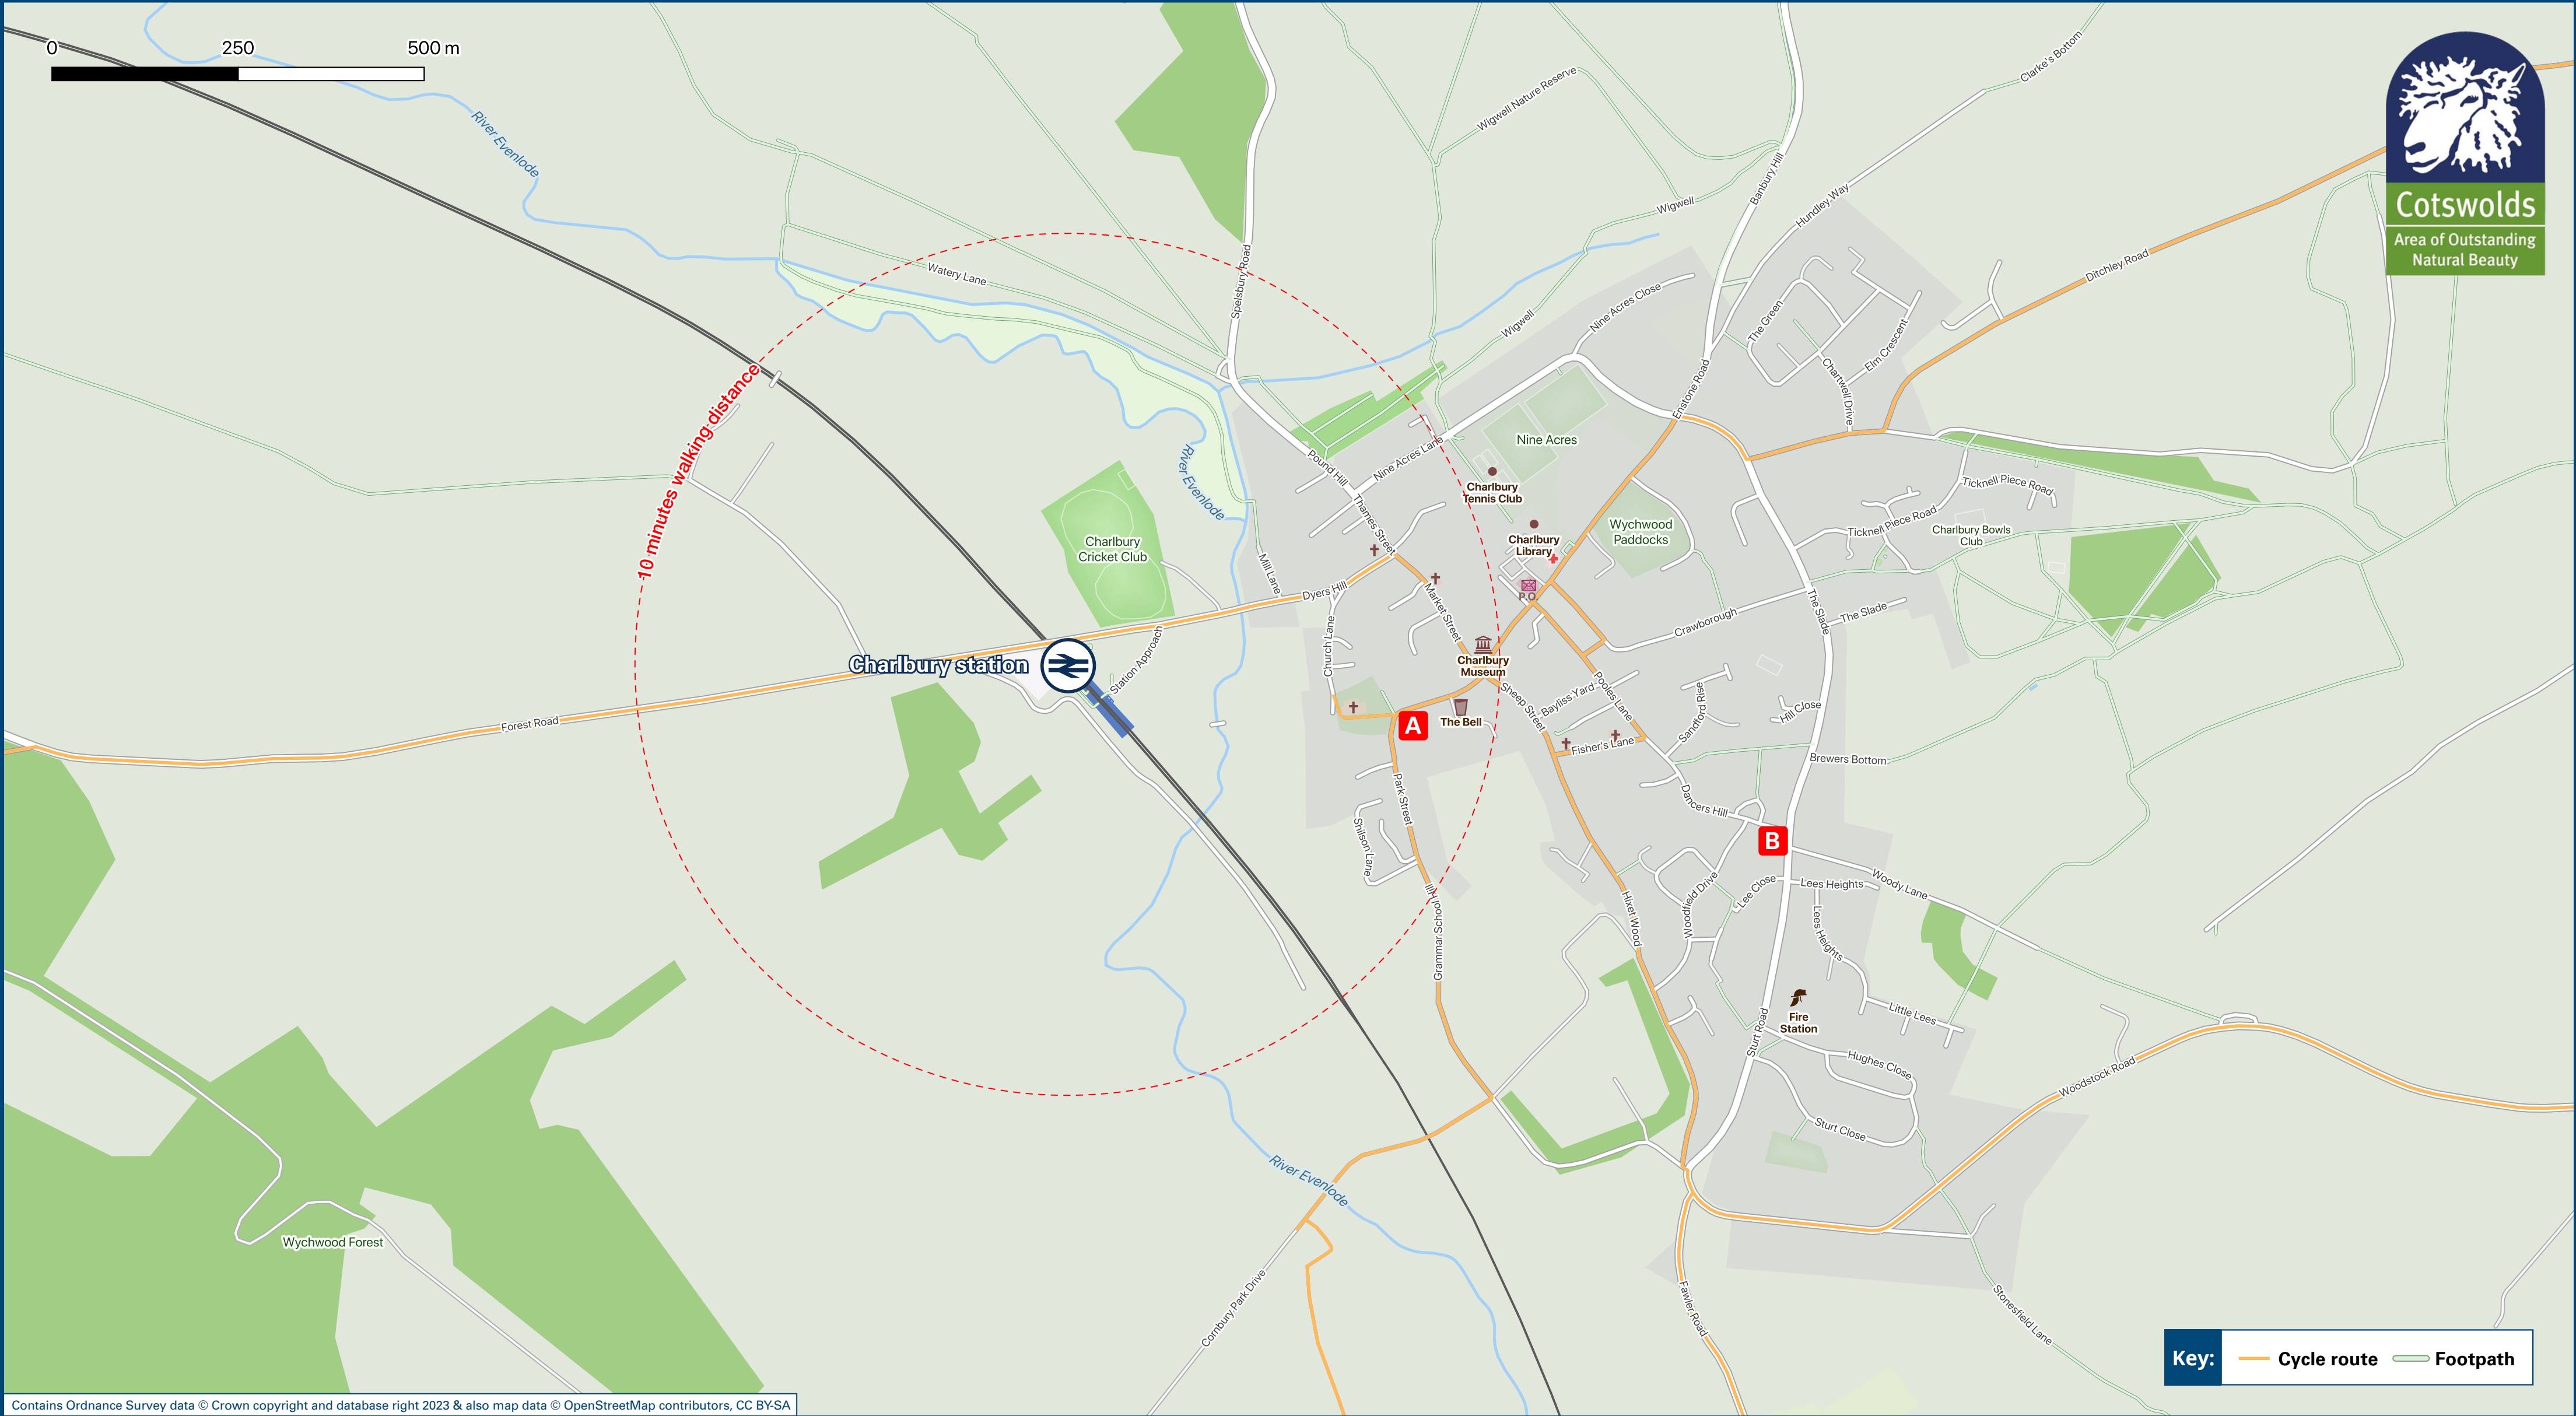 0 250 500 m
River Evenlode
Watery Lane
Spelsbury Road
Wigwell Nature Reserve
Wigwell
Wigwell
Banbury Hill
Hundley Way
Clarke's Bottom
Cotswolds
Area of Outstanding
Natural Beauty
Ditchley Road
Nine Acres Close
The Green
Elm Crescent
Chartwell Drive
Enstone Road
10 minutes walking distance
River Evenlode
Pound Hill
Nine Acres Lane
Nine Acres
Charlbury
Tennis Club
Thames Street
Charlbury
Library
Wychwood
Paddocks
Ticknell Piece Road
Ticknell Piece Road
Charlbury Bowls
Club
Charlbury
Cricket Club
Mill Lane
Dyers Hill
P.O.
Market Street
Church Lane
Crawborough
The Slade
The Slade
Charlbury station
Station Approach
Charlbury
Museum
Sheep Street
Bayliss Yard
Pooles Lane
Sandford Rise
Hill Close
Forest Road
A
The Bell
Fisher's Lane
Brewers Bottom
Park Street
Shilson Lane
Dancers Hill
B
Woodfield Drive
Lee Close
Lees Heights
Woody Lane
Lees Heights
Grammar School Hill
Hixet Wood
Little Lees
Fire
Station
Sturt Road
Hughes Close
Sturt Close
Woodstock Road
River Evenlode
Wychwood Forest
Cornbury Park Drive
Fawler Road
Stonesfield Lane
Key: Cycle route Footpath
Contains Ordnance Survey data © Crown copyright and database right 2023 & also map data © OpenStreetMap contributors, CC BY-SA